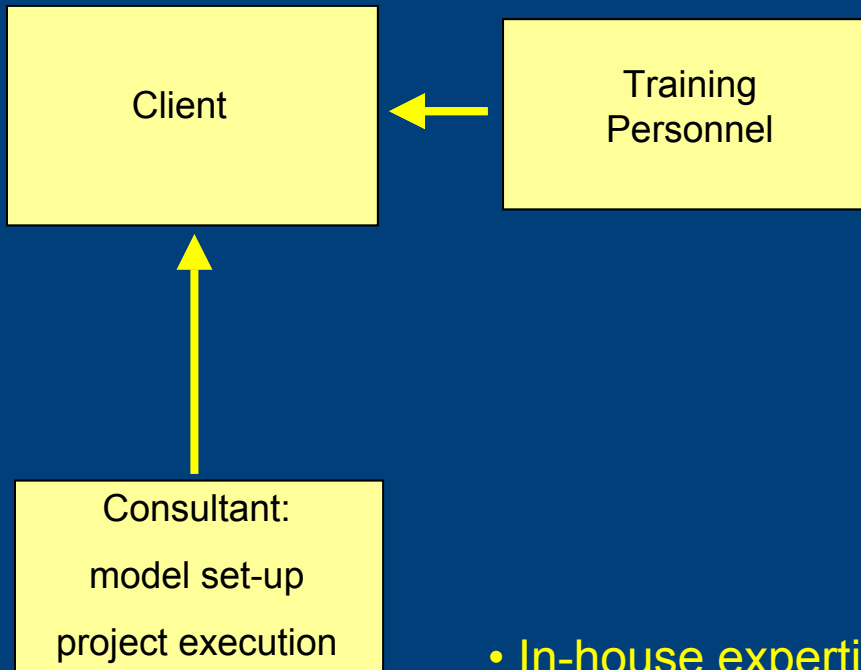 Client
Training
Personnel
Consultant:
model set-up
project execution
• In-house